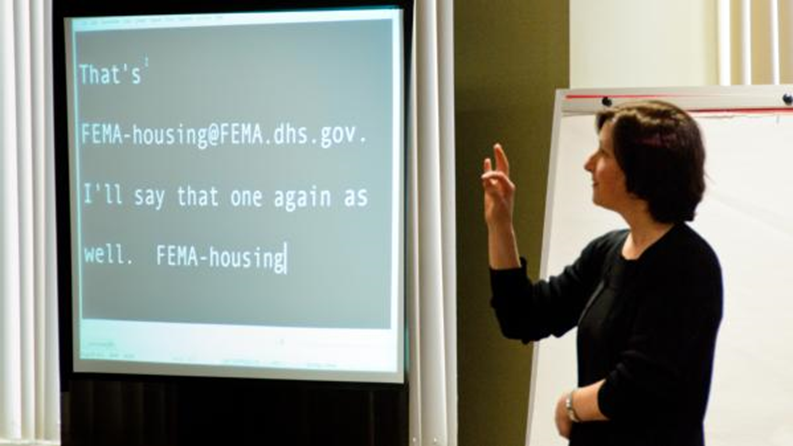 That's
FEMA-housing@FEMA.dhs.gov.
I'll say that one again as
well.  FEMA-housing